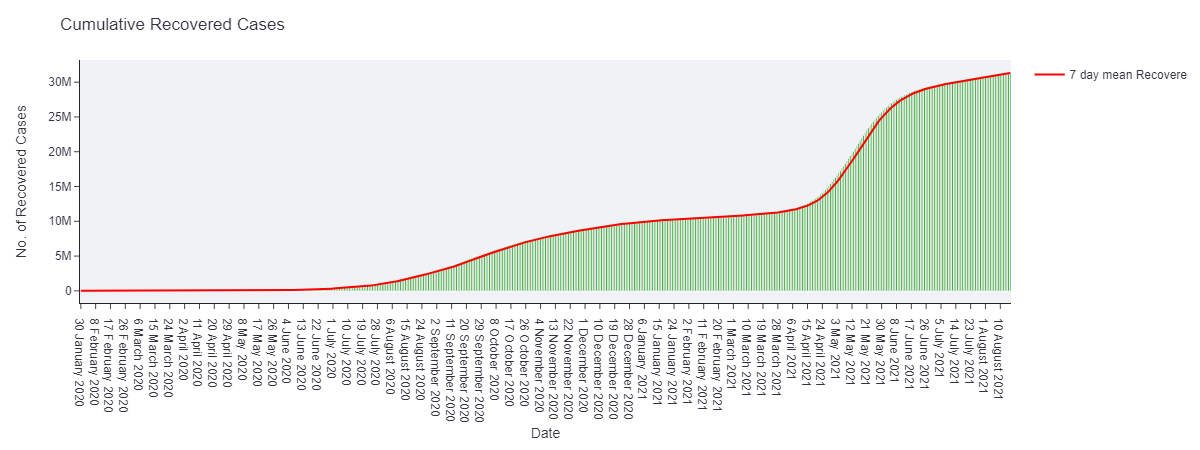 Cumulative Recovered Cases
30M
25M
20M
15M
10M
5M
0
No. of Recovered Cases
7 day mean Recovere
30 January 2020
8 February 2020
17 February 2020
26 February 2020
6 March 2020
15 March 2020
24 March 2020
2 April 2020
11 April 2020
20 April 2020
29 April 2020
8 May 2020
17 May 2020
26 May 2020
4 June 2020
13 June 2020
22 June 2020
1 July 2020
10 July 2020
19 July 2020
28 July 2020
6 August 2020
15 August 2020
24 August 2020
2 September 2020
11 September 2020
20 September 2020
29 September 2020
8 October 2020
17 October 2020
26 October 2020
4 November 2020
13 November 2020
22 November 2020
1 December 2020
10 December 2020
19 December 2020
28 December 2020
6 January 2021
15 January 2021
24 January 2021
2 February 2021
11 February 2021
20 February 2021
1 March 2021
10 March 2021
19 March 2021
28 March 2021
6 April 2021
15 April 2021
24 April 2021
3 May 2021
12 May 2021
21 May 2021
30 May 2021
8 June 2021
17 June 2021
26 June 2021
5 July 2021
14 July 2021
23 July 2021
1 August 2021
10 August 2021
Date